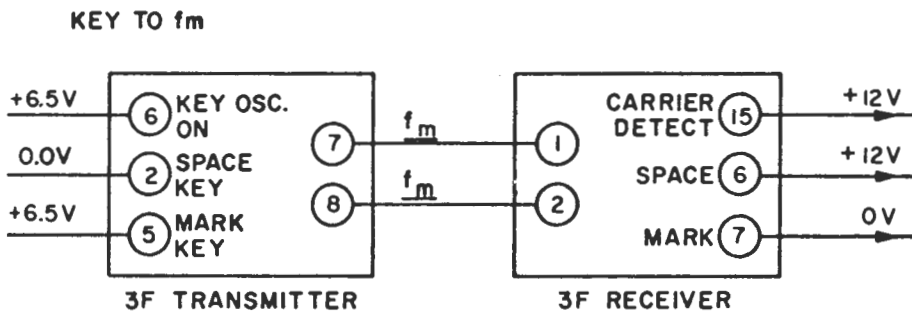 KEY TO fm
+6.5V
6
KEY OSC.
ON
0.0V
2
SPACE
KEY
+6.5V
5
MARK
KEY
7
8
fm
fm
1
2
CARRIER
DETECT
15
+12V
SPACE
6
+12V
MARK
7
0V
3F TRANSMITTER
3F RECEIVER